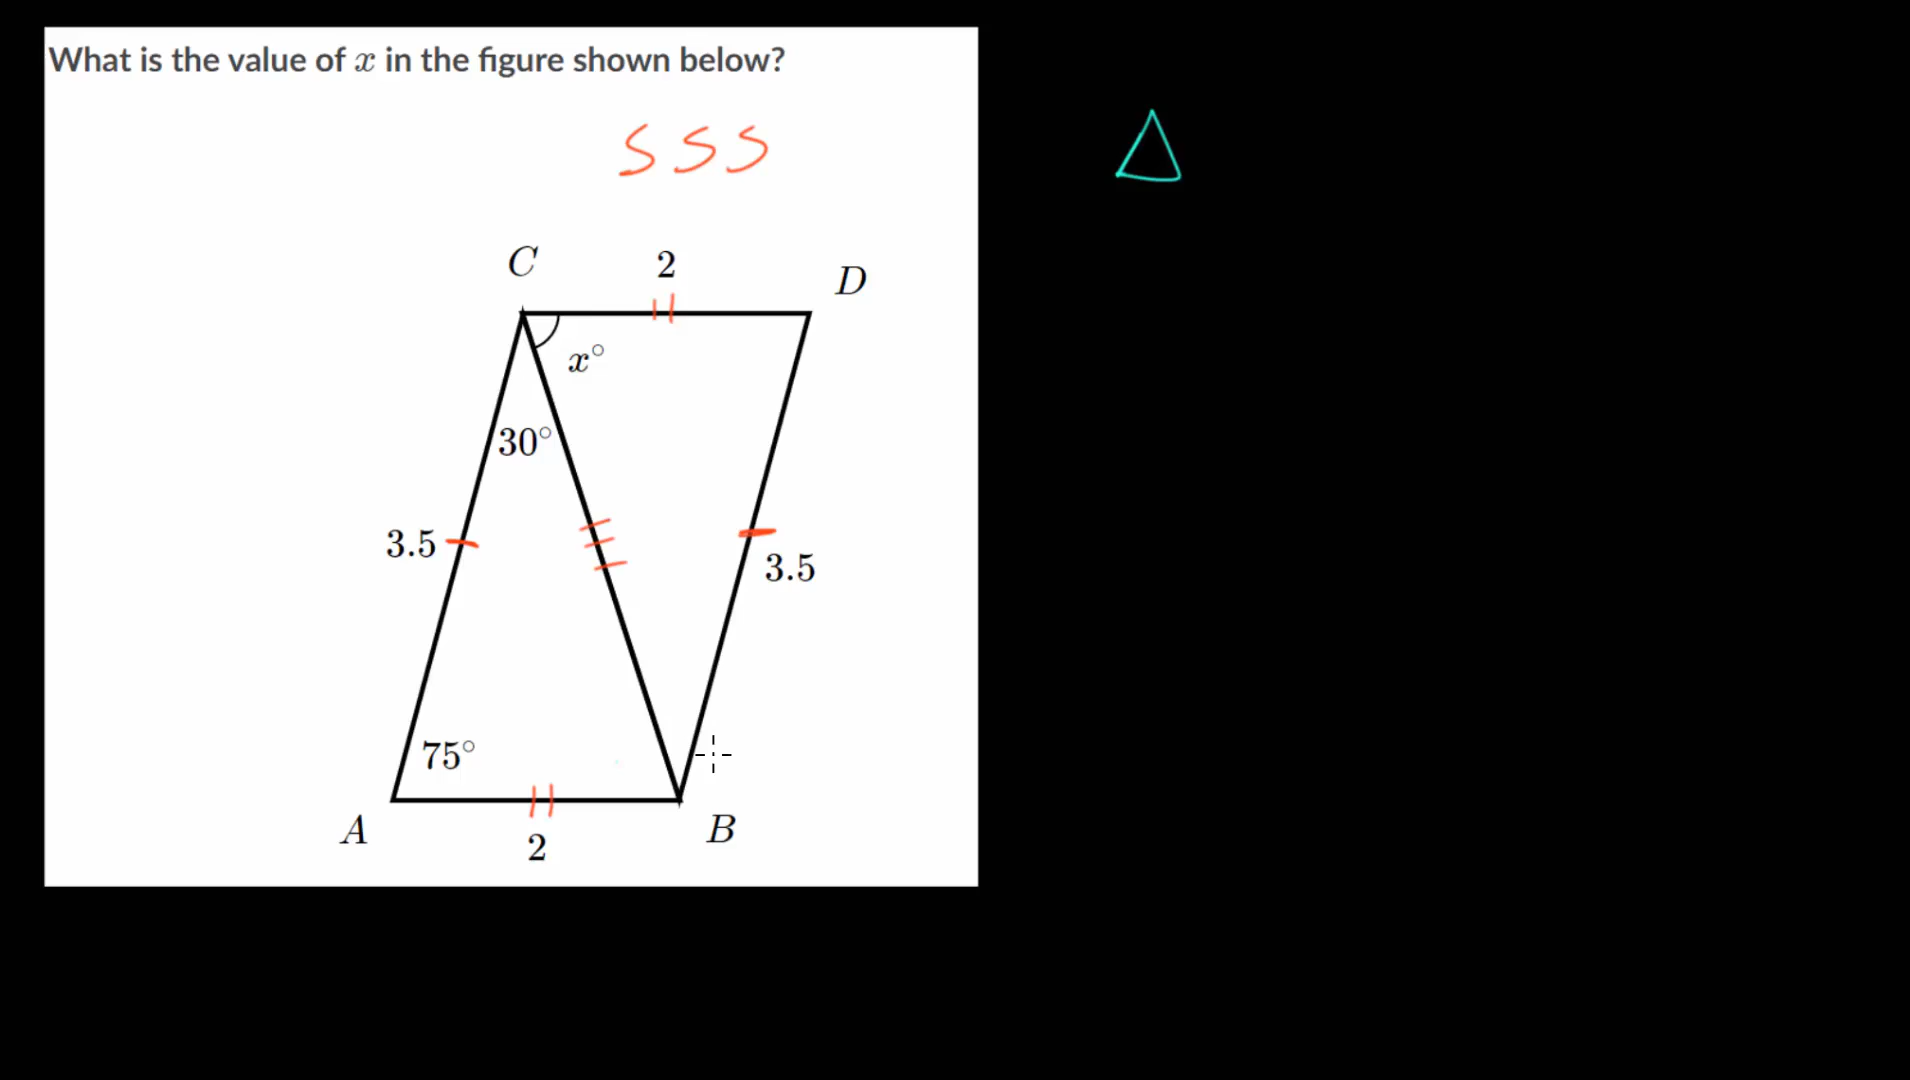 What is the value of x in the figure shown below?
SSS
C 2 D
x°
30°
3.5
3.5
75°
A B
2